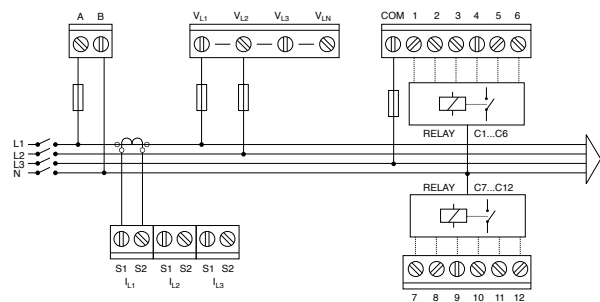 A B
VL1 VL2 VL3 VLN
COM 1 2 3 4 5 6
RELAY C1...C6
L1
L2
L3
N
RELAY C7...C12
S1 S2 S1 S2 S1 S2
IL1 IL2 IL3
7 8 9 10 11 12